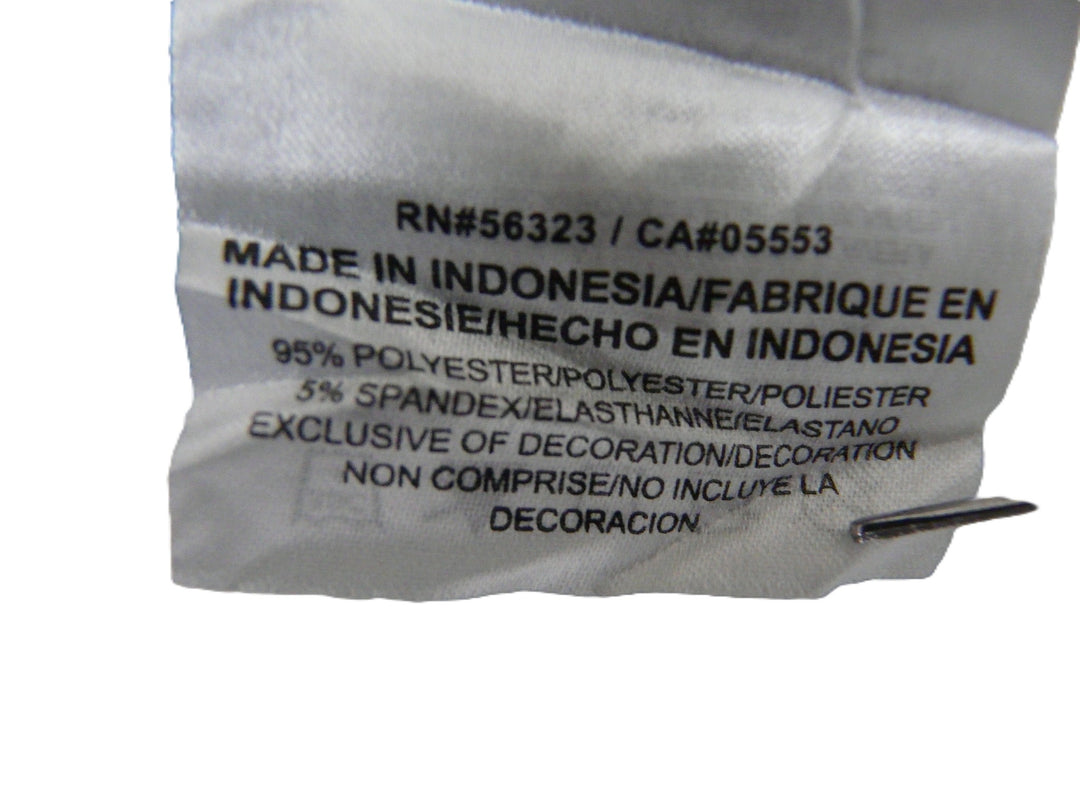 RN#56323 / CA#05553
MADE IN INDONESIA/FABRIQUE EN
INDONESIE/HECHO EN INDONESIA
95% POLYESTER/POLYESTER/POLIESTER
5% SPANDEX/ELASTHANNE/ELASTANO
EXCLUSIVE OF DECORATION/DECORATION
NON COMPRISE/NO INCLUYE LA
DECORACION